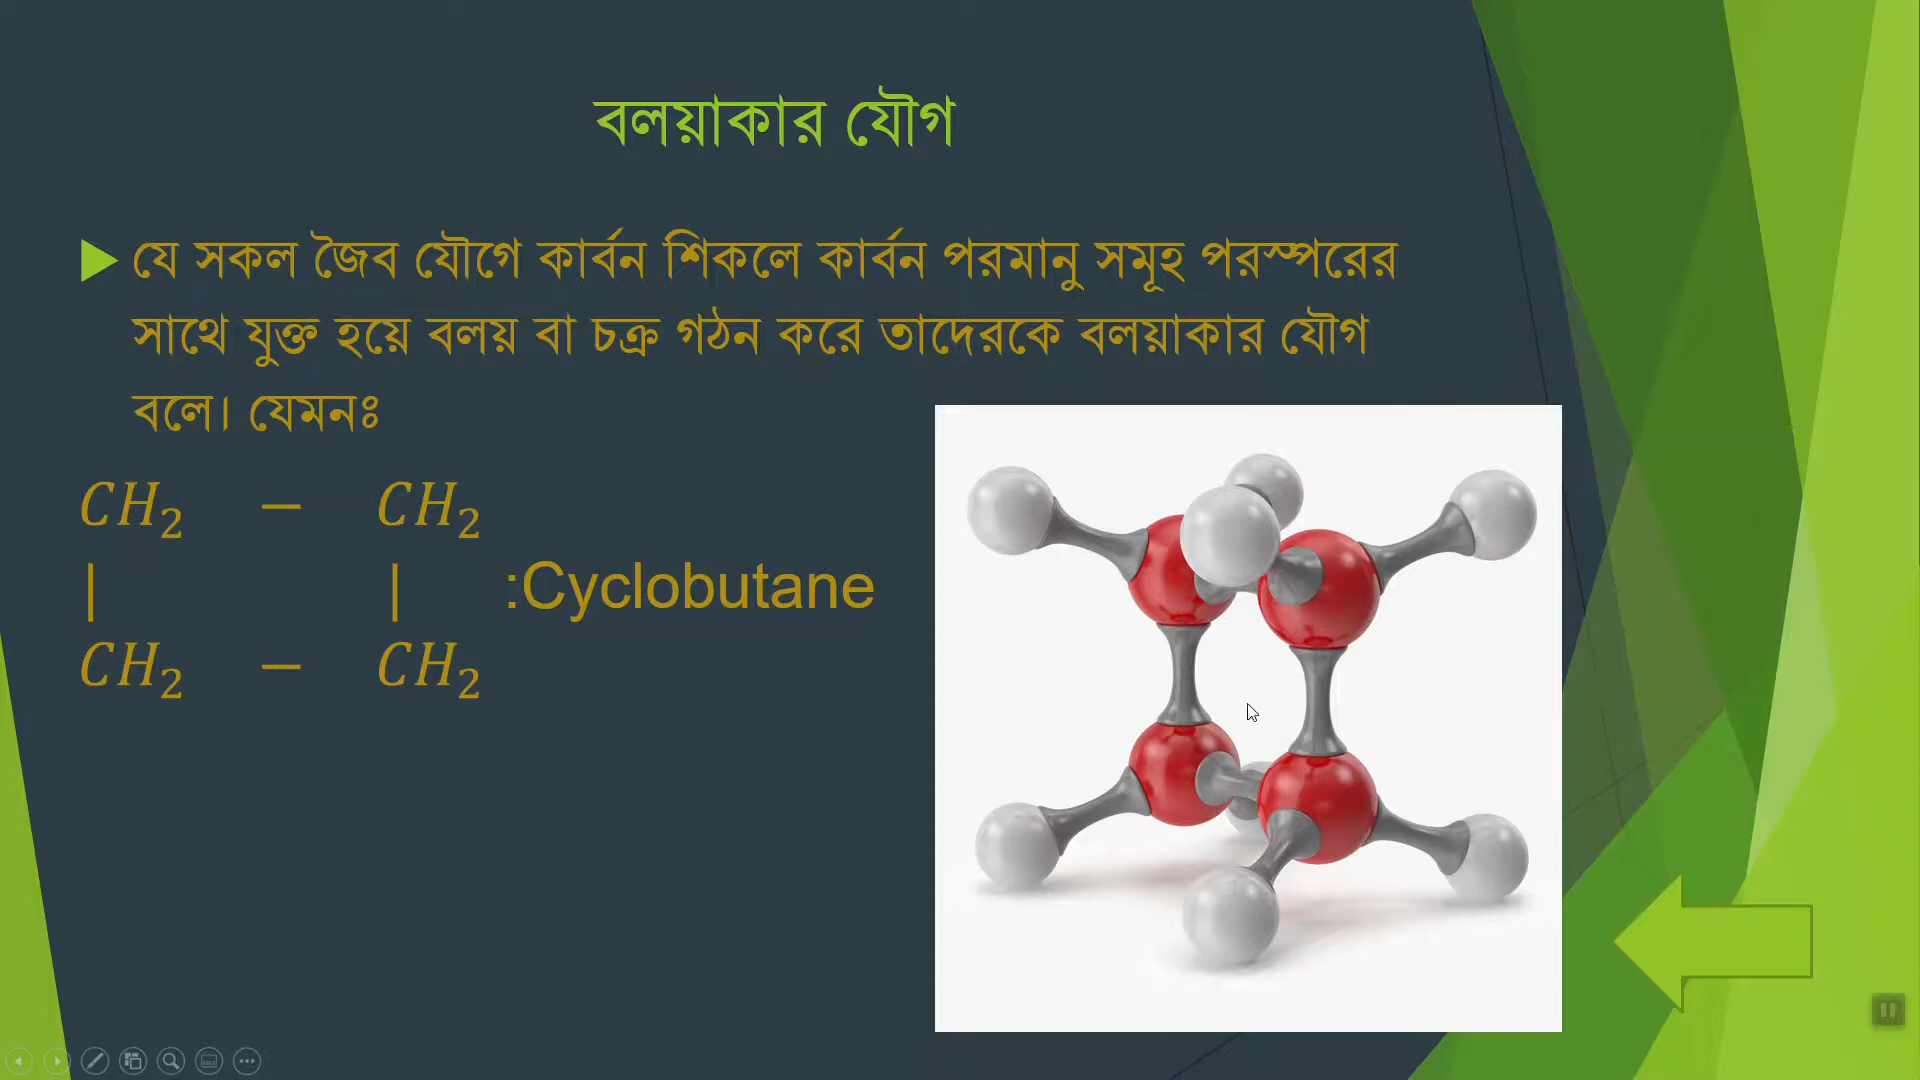 বলয়াকার যৌগ
যে সকল জৈব যৌগে কার্বন শিকলে কার্বন পরমানু সমূহ পরস্পরের
সাথে যুক্ত হয়ে বলয় বা চক্র গঠন করে তাদেরকে বলয়াকার যৌগ
বলে। যেমনঃ
CH₂ − CH₂
| | :Cyclobutane
CH₂ − CH₂